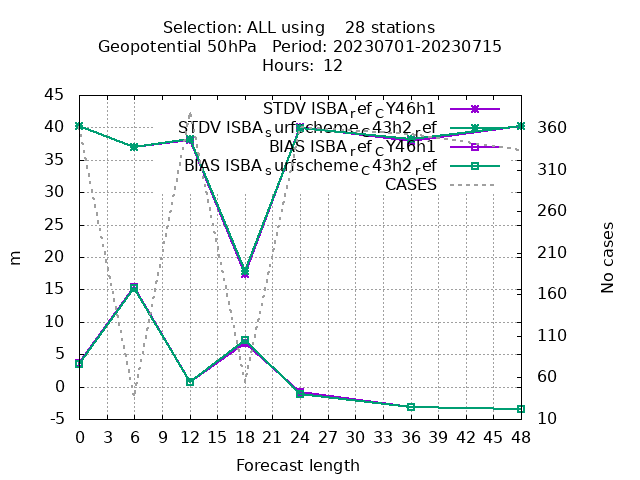 Selection: ALL using    28 stations
Geopotential 50hPa   Period: 20230701-20230715
Hours: 12
STDV ISBA_ref_CY46h1
STDV ISBA_surfscheme_C43h2_ref
BIAS ISBA_ref_CY46h1
BIAS ISBA_surfscheme_C43h2_ref
CASES
45
40
35
30
25
20
15
10
5
0
-5
m
360
310
260
210
160
110
60
10
No cases
0 3 6 9 12 15 18 21 24 27 30 33 36 39 42 45 48
Forecast length